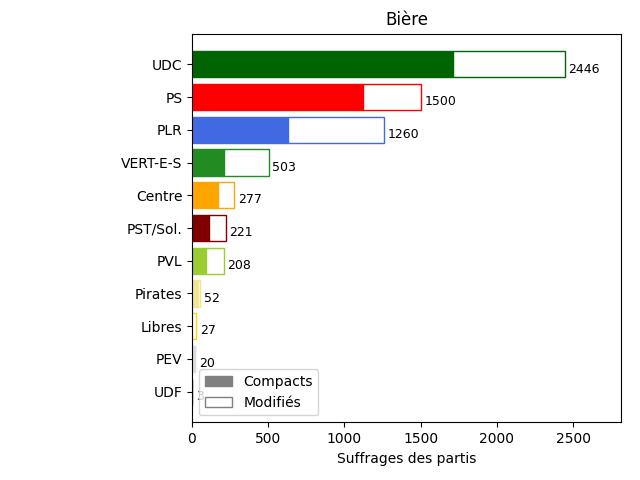 Bière
UDC 2446
PS 1500
PLR 1260
VERT-E-S 503
Centre 277
PST/Sol. 221
PVL 208
Pirates 52
Libres 27
PEV 20
UDF
Compacts
Modifiés
0 500 1000 1500 2000 2500
Suffrages des partis